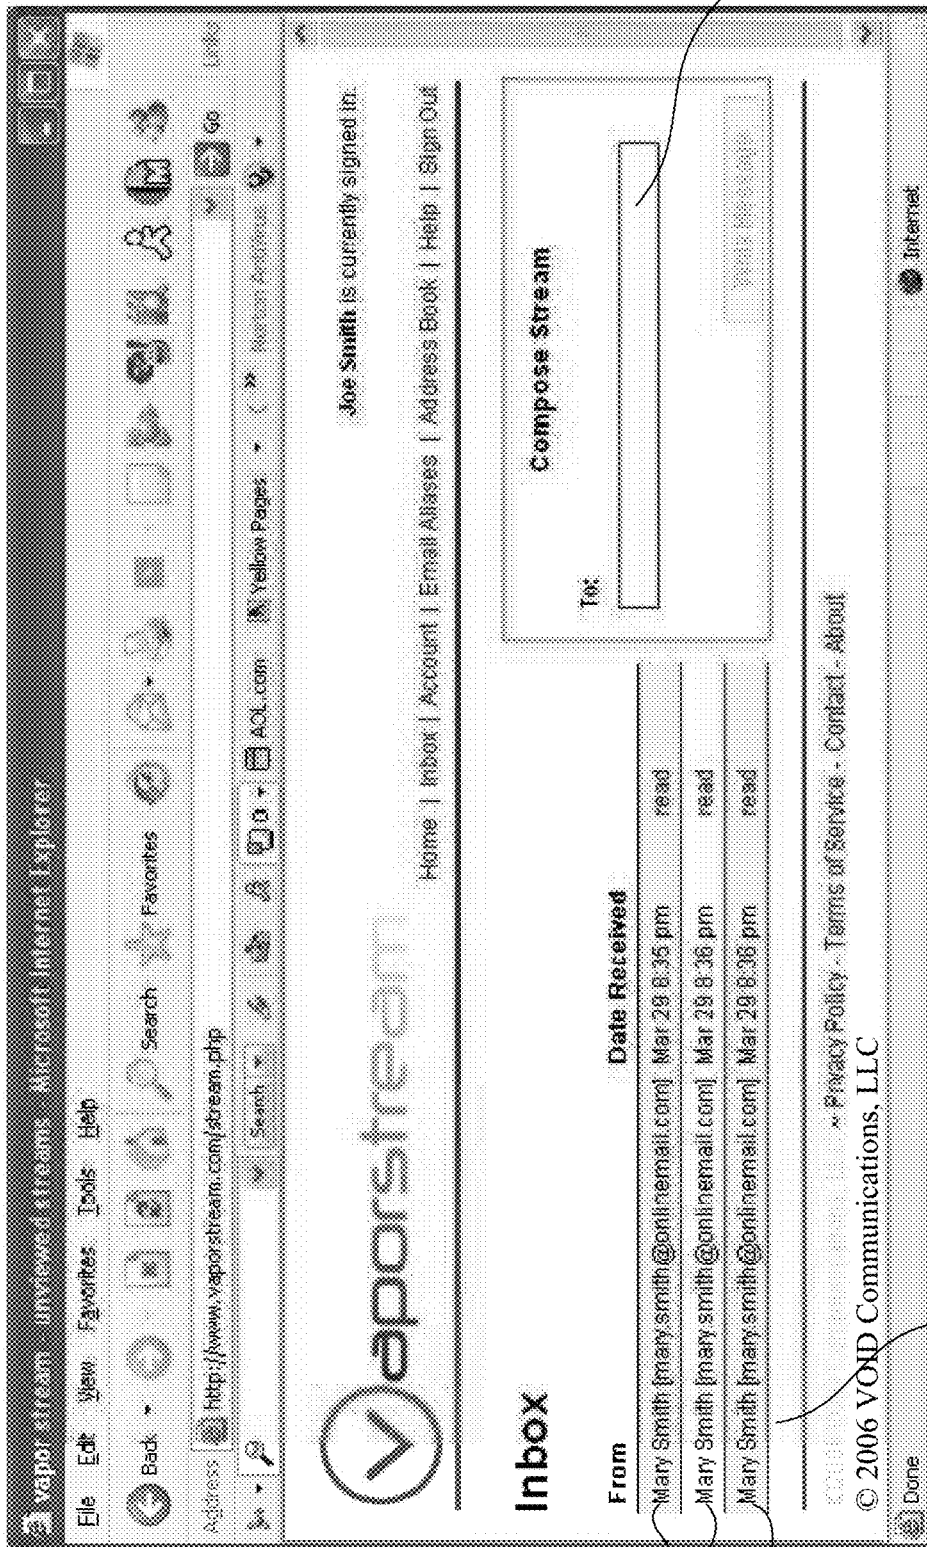 vapor stream - unviewed streams - Microsoft Internet Explorer
File Edit View Favorites Tools Help
Back Search Favorites
Address http://www.vaporstream.com/stream.php Go Links
Search 0 AOL.com Yellow Pages
vaporstream
Joe Smith is currently signed in.
Home | Inbox | Account | Email Aliases | Address Book | Help | Sign Out
Inbox
Compose Stream
From Date Received
To:
Mary Smith [mary.smith@onlinemail.com] Mar 29 8:35 pm read
Mary Smith [mary.smith@onlinemail.com] Mar 29 8:36 pm read
Mary Smith [mary.smith@onlinemail.com] Mar 29 8:36 pm read
~ Privacy Policy - Terms of Service - Contact - About
© 2006 VOID Communications, LLC
Done Internet